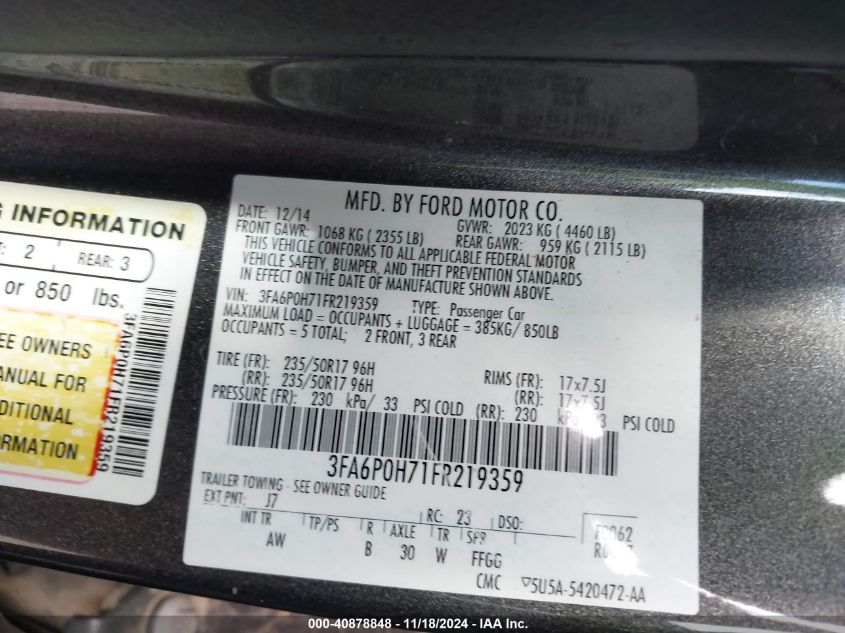 G INFORMATION
T: 2 REAR: 3
or 850 lbs.
EE OWNERS
ANUAL FOR
DITIONAL
FORMATION
3FA6P0H71FR219359
MFD. BY FORD MOTOR CO.
DATE: 12/14 GVWR: 2023 KG ( 4460 LB)
FRONT GAWR: 1068 KG ( 2355 LB) REAR GAWR: 959 KG ( 2115 LB)
THIS VEHICLE CONFORMS TO ALL APPLICABLE FEDERAL MOTOR
VEHICLE SAFETY, BUMPER, AND THEFT PREVENTION STANDARDS
IN EFFECT ON THE DATE OF MANUFACTURE SHOWN ABOVE.
VIN: 3FA6P0H71FR219359 TYPE: Passenger Car
MAXIMUM LOAD = OCCUPANTS + LUGGAGE = 385KG/ 850LB
OCCUPANTS = 5 TOTAL; 2 FRONT, 3 REAR
TIRE (FR): 235/50R17 96H RIMS (FR): 17x7.5J
(RR): 235/50R17 96H (RR): 17x7.5J
PRESSURE (FR): 230 kPa/ 33 PSI COLD (RR): 230 PSI COLD
3FA6P0H71FR219359
TRAILER TOWING - SEE OWNER GUIDE
EXT PNT: J7 RC: 23 DSO:
INT TR TP/PS R AXLE TR SPR
AW B 30 W FFGG
CMC 5U5A-5420472-AA
000-40878848 - 11/18/2024 - www.iaai.com